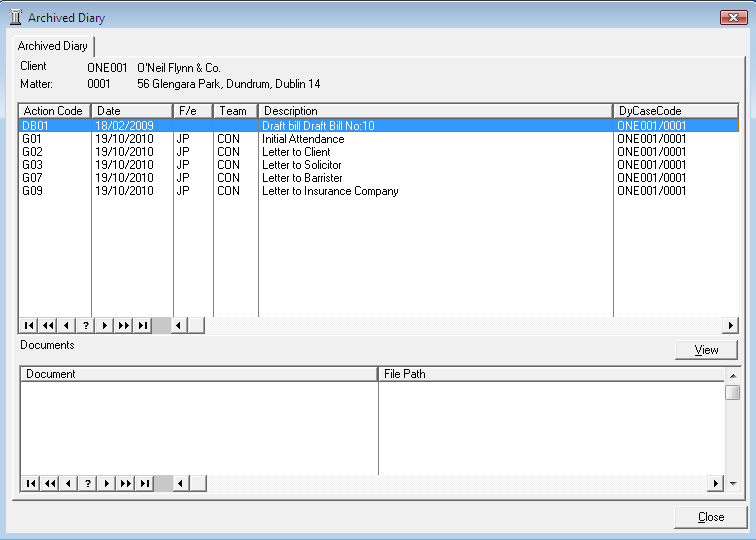 Archived Diary
Archived Diary
Client ONE001 O'Neil Flynn & Co.
Matter: 0001 56 Glengara Park, Dundrum, Dublin 14
Action Code Date F/e Team Description DyCaseCode
DB01 18/02/2009 Draft bill Draft Bill No:10 ONE001/0001
G01 19/10/2010 JP CON Initial Attendance ONE001/0001
G02 19/10/2010 JP CON Letter to Client ONE001/0001
G03 19/10/2010 JP CON Letter to Solicitor ONE001/0001
G07 19/10/2010 JP CON Letter to Barrister ONE001/0001
G09 19/10/2010 JP CON Letter to Insurance Company ONE001/0001
?
Documents View
Document File Path
?
Close